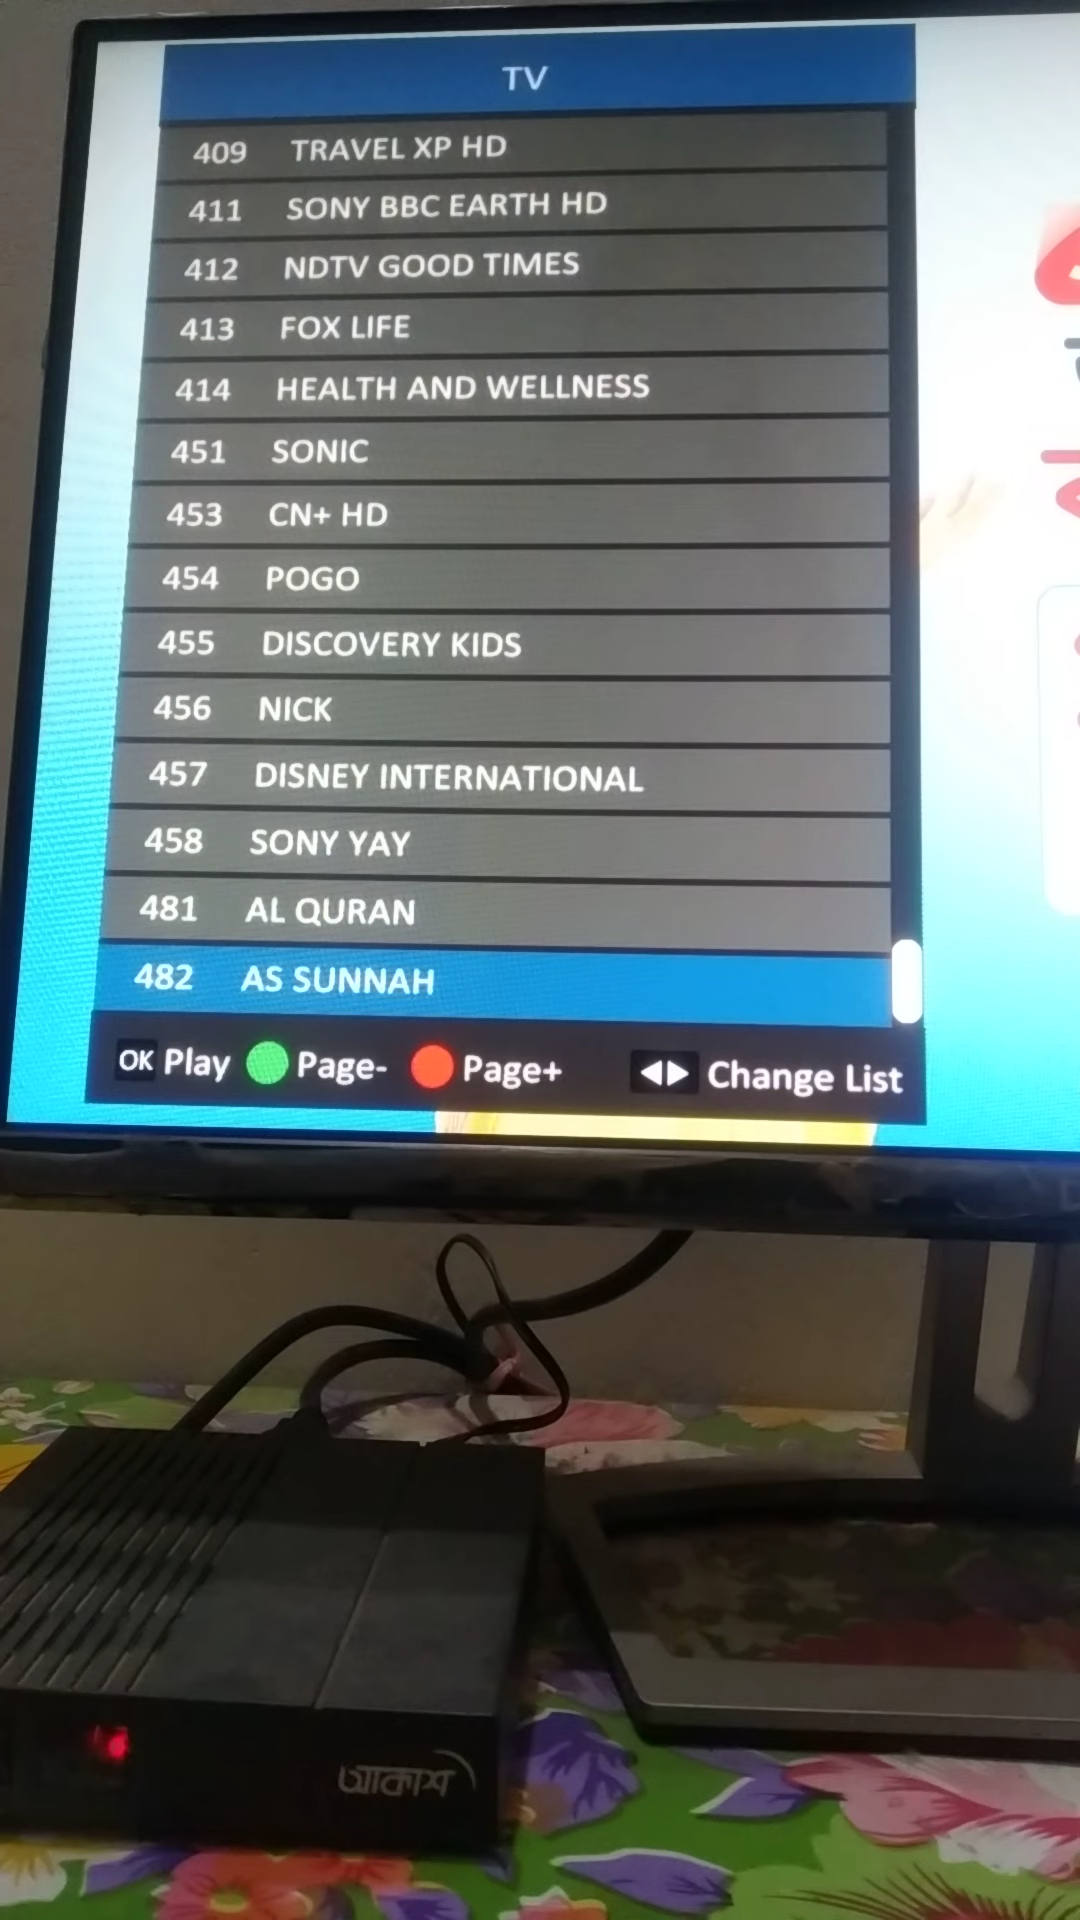 TV
409 TRAVEL XP HD
411 SONY BBC EARTH HD
412 NDTV GOOD TIMES
413 FOX LIFE
414 HEALTH AND WELLNESS
451 SONIC
453 CN+ HD
454 POGO
455 DISCOVERY KIDS
456 NICK
457 DISNEY INTERNATIONAL
458 SONY YAY
481 AL QURAN
482 AS SUNNAH
OK Play Page- Page+ Change List
আকাশ